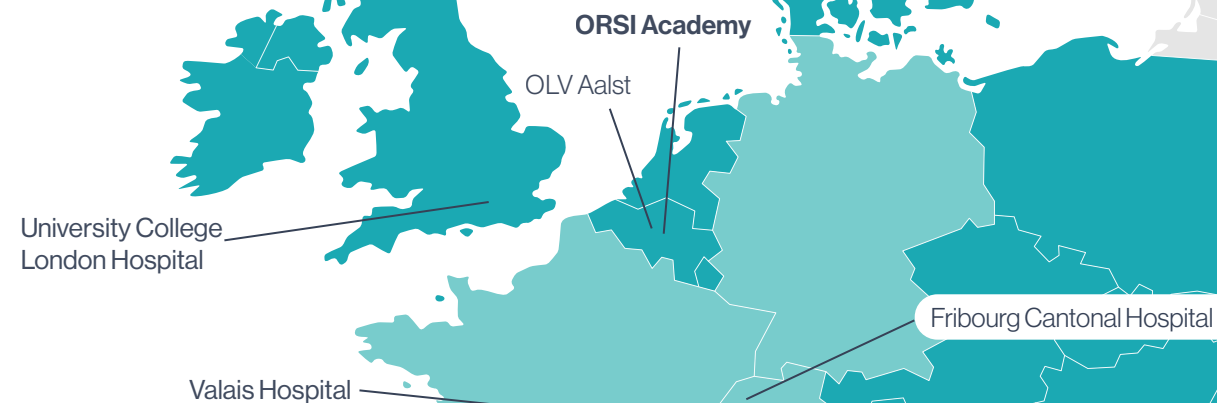 ORSI Academy
OLV Aalst
University College
London Hospital
Fribourg Cantonal Hospital
Valais Hospital